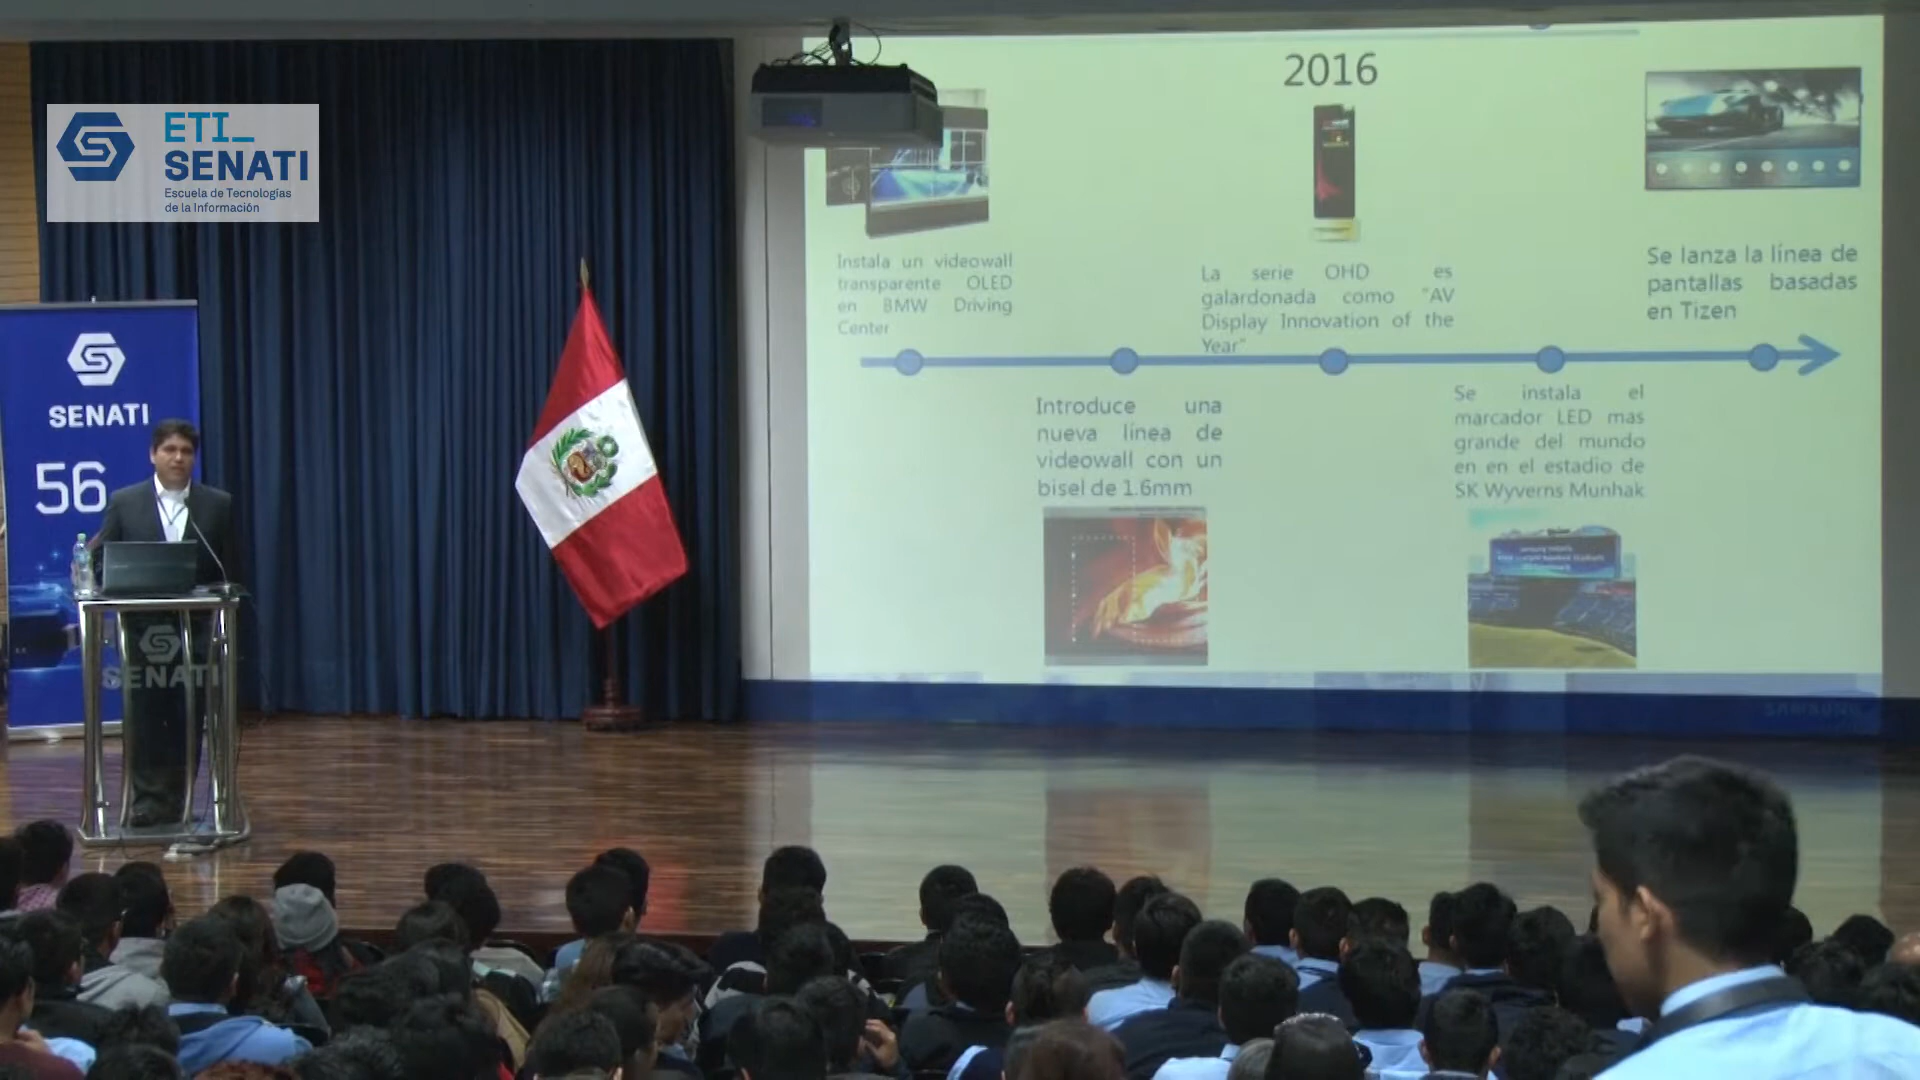 ETI_
SENATI
Escuela de Tecnologías
de la Información
SENATI
56
SENATI
2016
Instala un videowall
transparente OLED
en BMW Driving
Center
La serie OHD es
galardonada como "AV
Display Innovation of the
Year"
Se lanza la línea de
pantallas basadas
en Tizen
Introduce una
nueva línea de
videowall con un
bisel de 1.6mm
Se instala el
marcador LED mas
grande del mundo
en en el estadio de
SK Wyverns Munhak
SAMSUNG